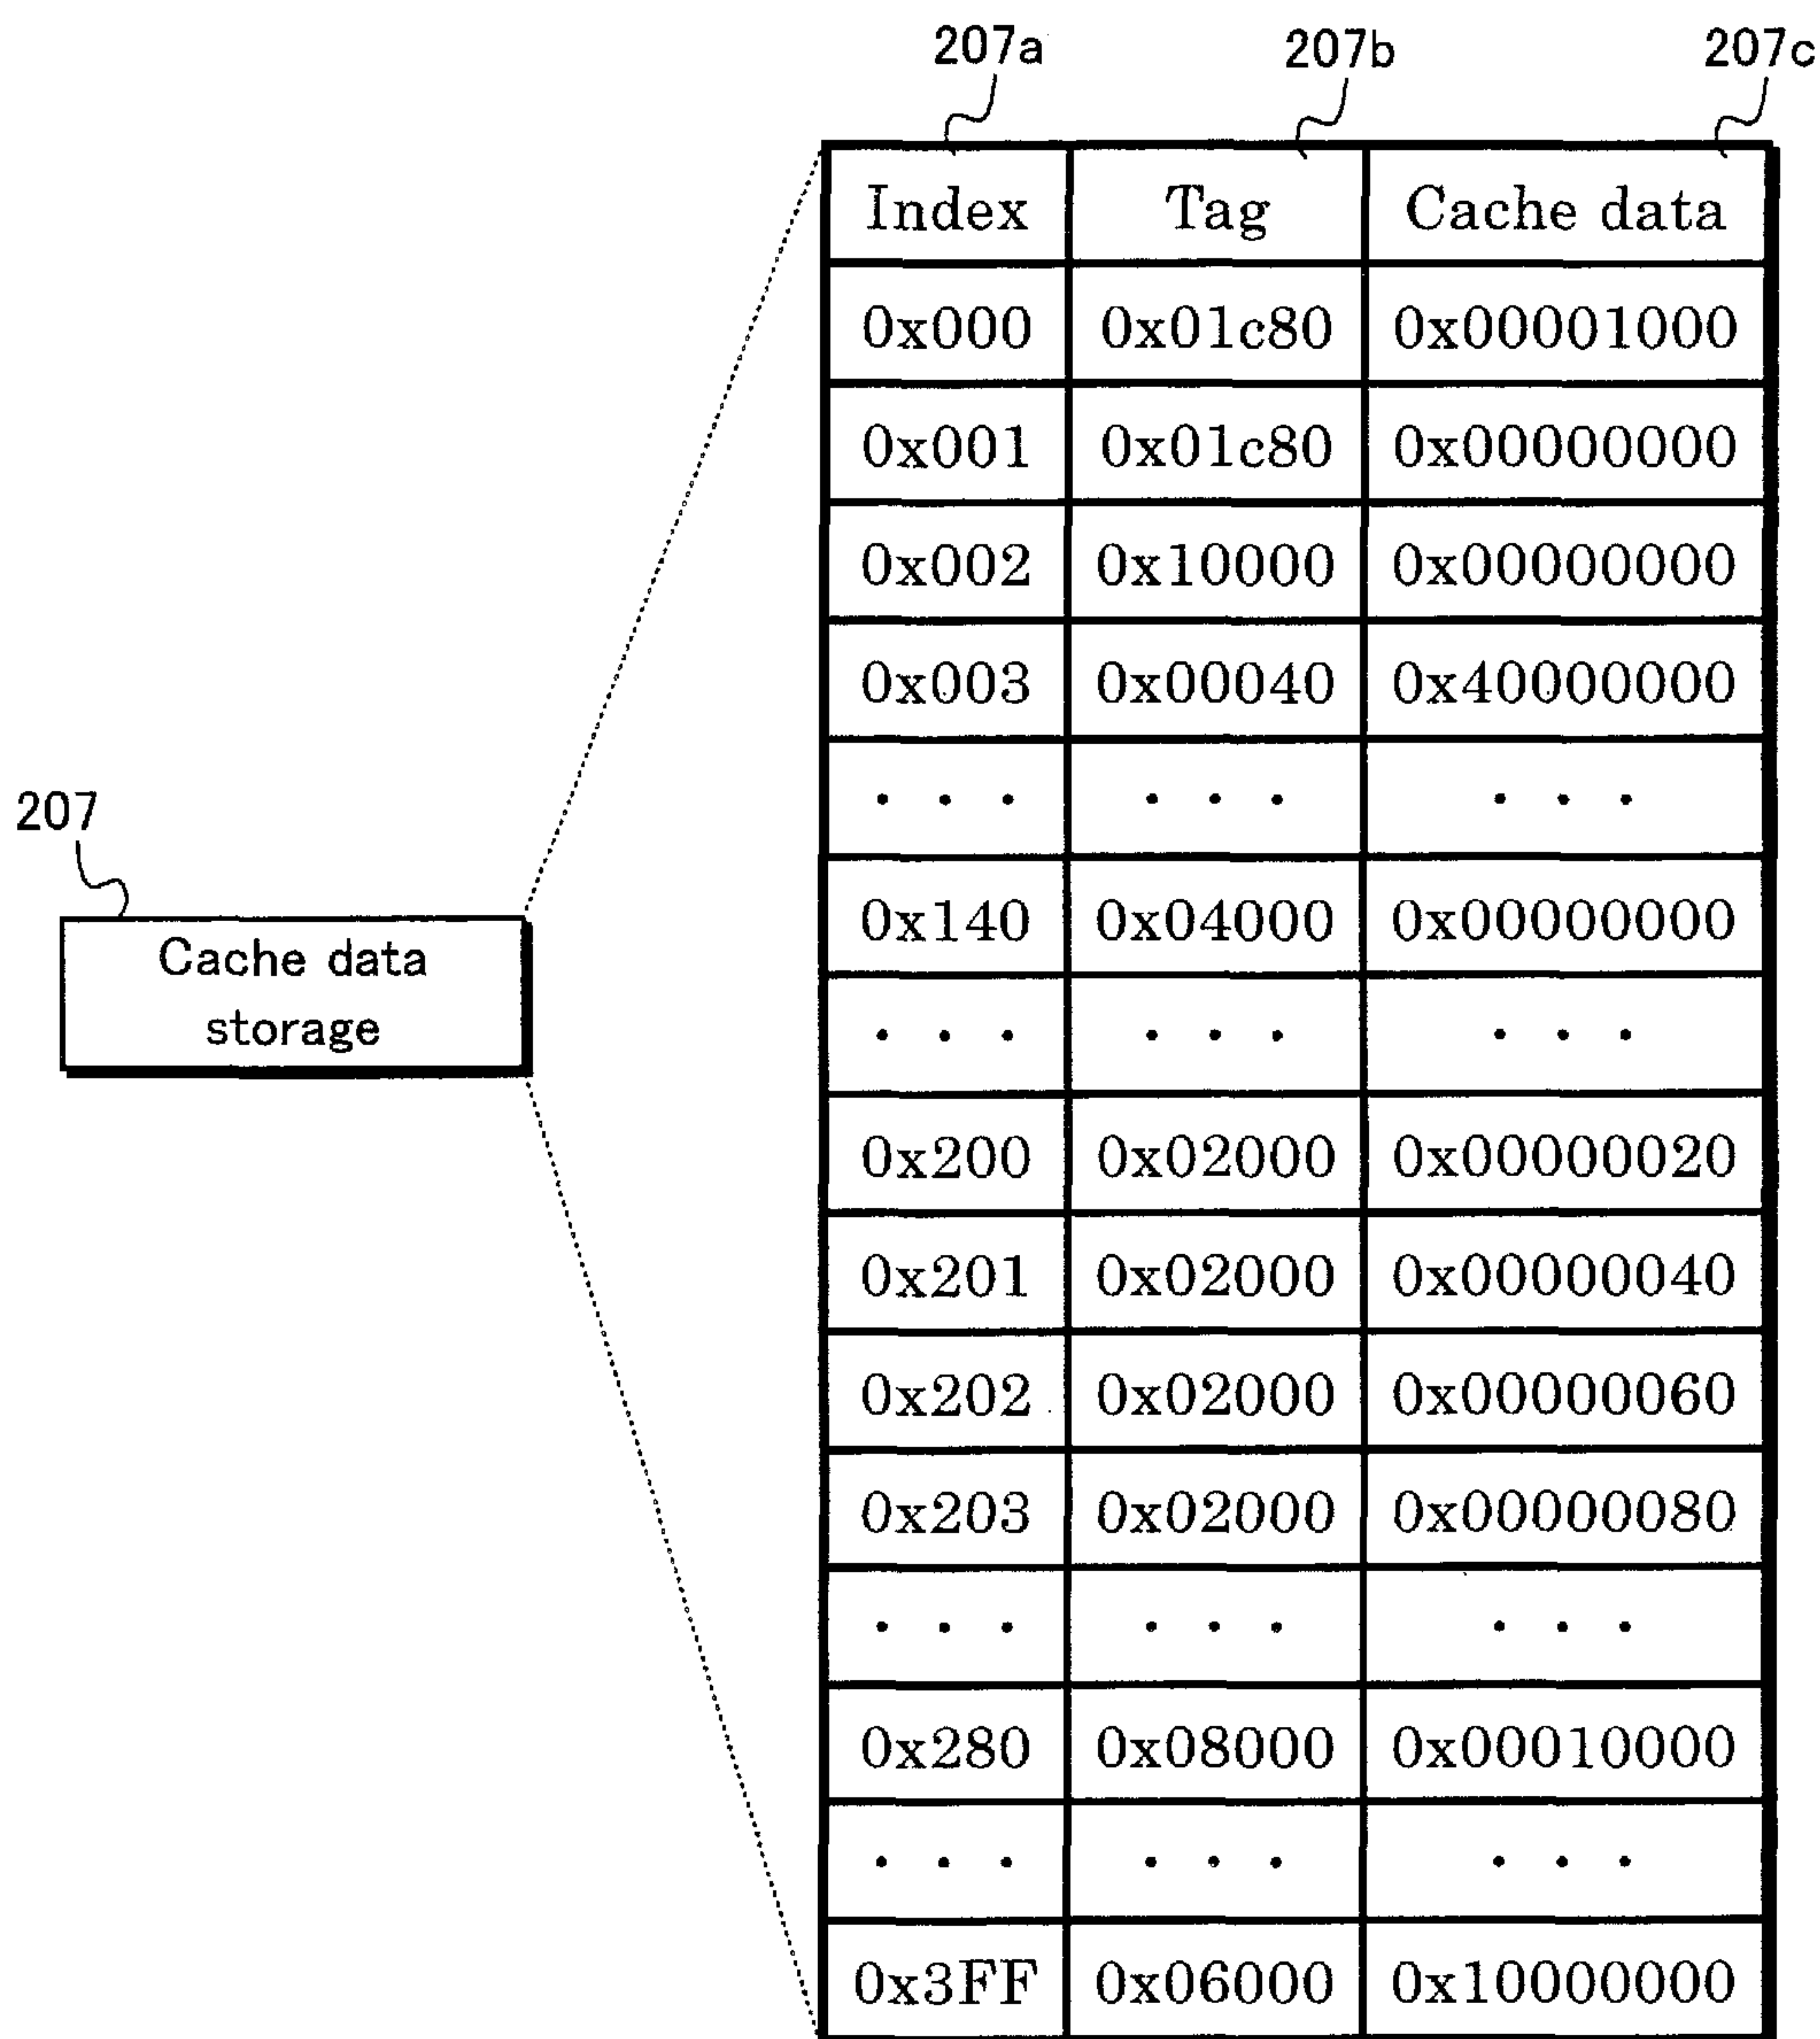 207a 207b 207c
Index Tag Cache data
0x000 0x01c80 0x00001000
0x001 0x01c80 0x00000000
0x002 0x10000 0x00000000
0x003 0x00040 0x40000000
· · · · · · · · ·
0x140 0x04000 0x00000000
· · · · · · · · ·
0x200 0x02000 0x00000020
0x201 0x02000 0x00000040
0x202 0x02000 0x00000060
0x203 0x02000 0x00000080
· · · · · · · · ·
0x280 0x08000 0x00010000
· · · · · · · · ·
0x3FF 0x06000 0x10000000
207
Cache data
storage